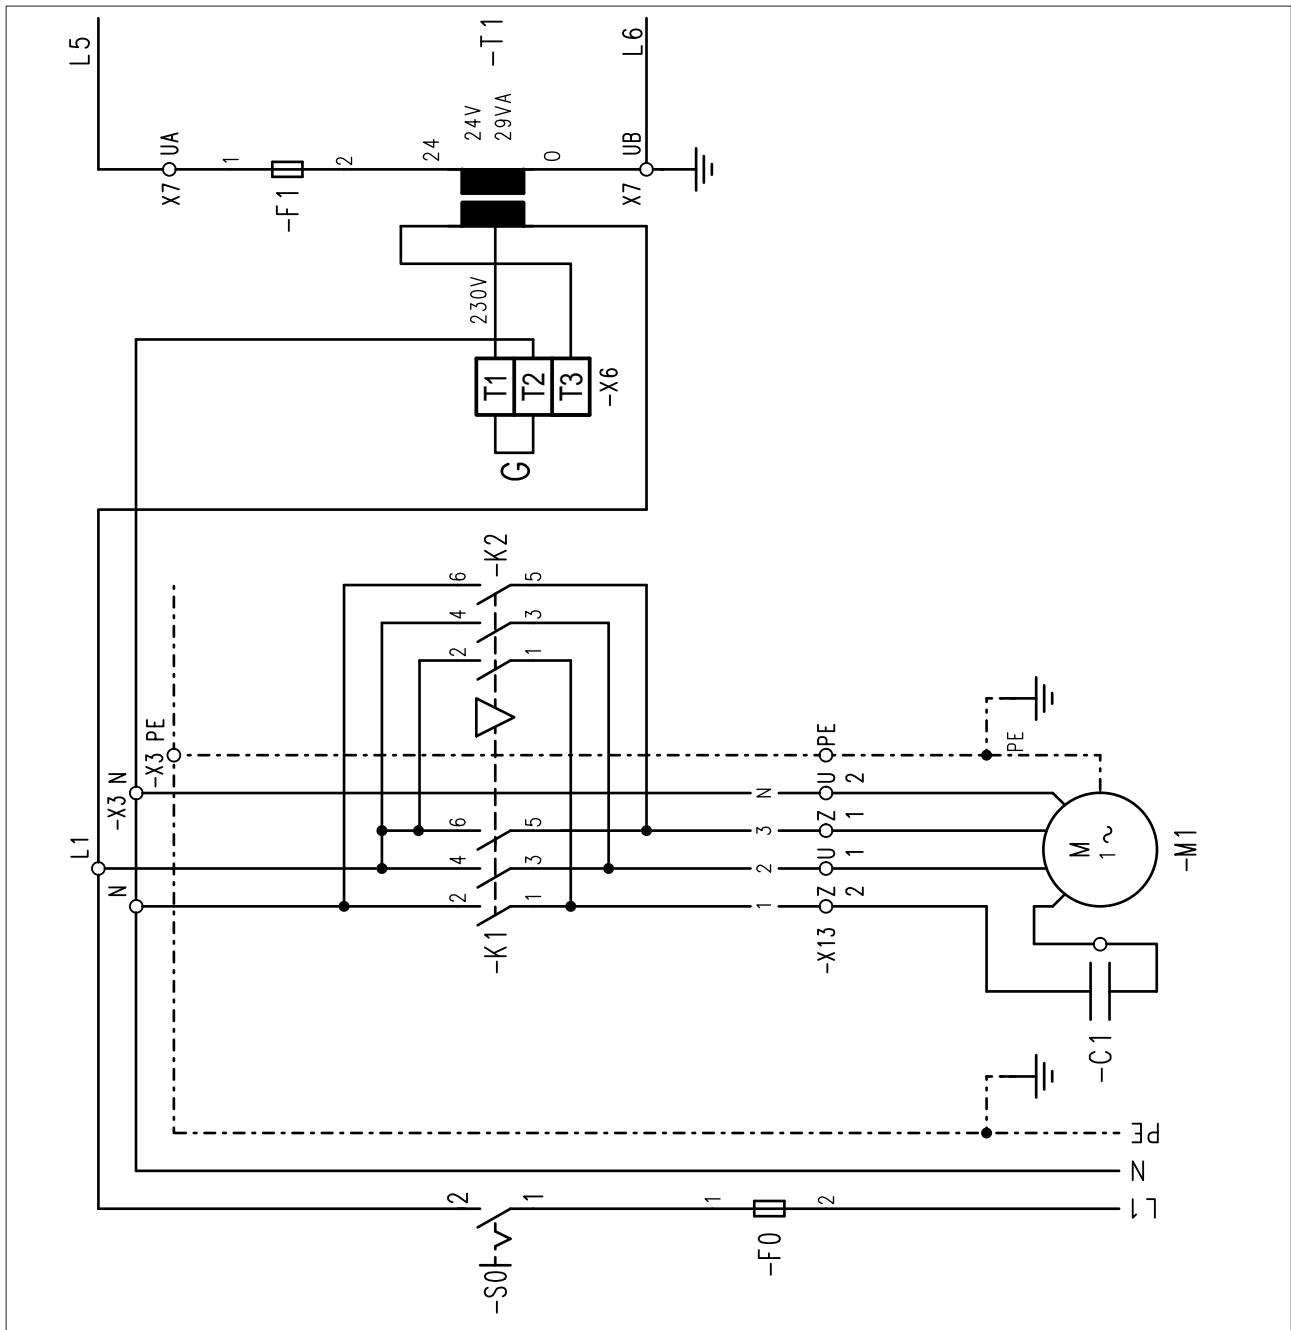 L5
L6
-T1
24V
29VA
UA
X7
1
2
-F1
24
0
UB
X7
230V
T1
T2
T3
-X6
G
-K2
6
5
4
3
2
1
-X3 PE
-X3 N
L1
N
6
5
4
3
2
1
-K1
PE
N
U
2
3
Z
1
2
U
1
1
Z
2
-X13
PE
M
1~
-M1
-C1
PE
N
L1
2
1
-S0
1
2
-F0